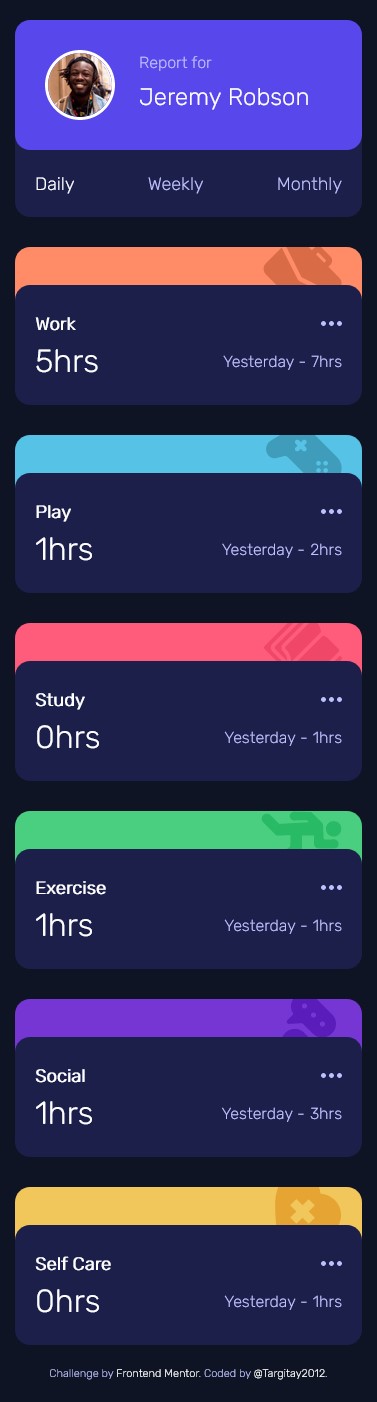 Report for
Jeremy Robson
Daily Weekly Monthly
Work
5hrs Yesterday - 7hrs
Play
1hrs Yesterday - 2hrs
Study
0hrs Yesterday - 1hrs
Exercise
1hrs Yesterday - 1hrs
Social
1hrs Yesterday - 3hrs
Self Care
0hrs Yesterday - 1hrs
Challenge by Frontend Mentor. Coded by @Targitay2012.